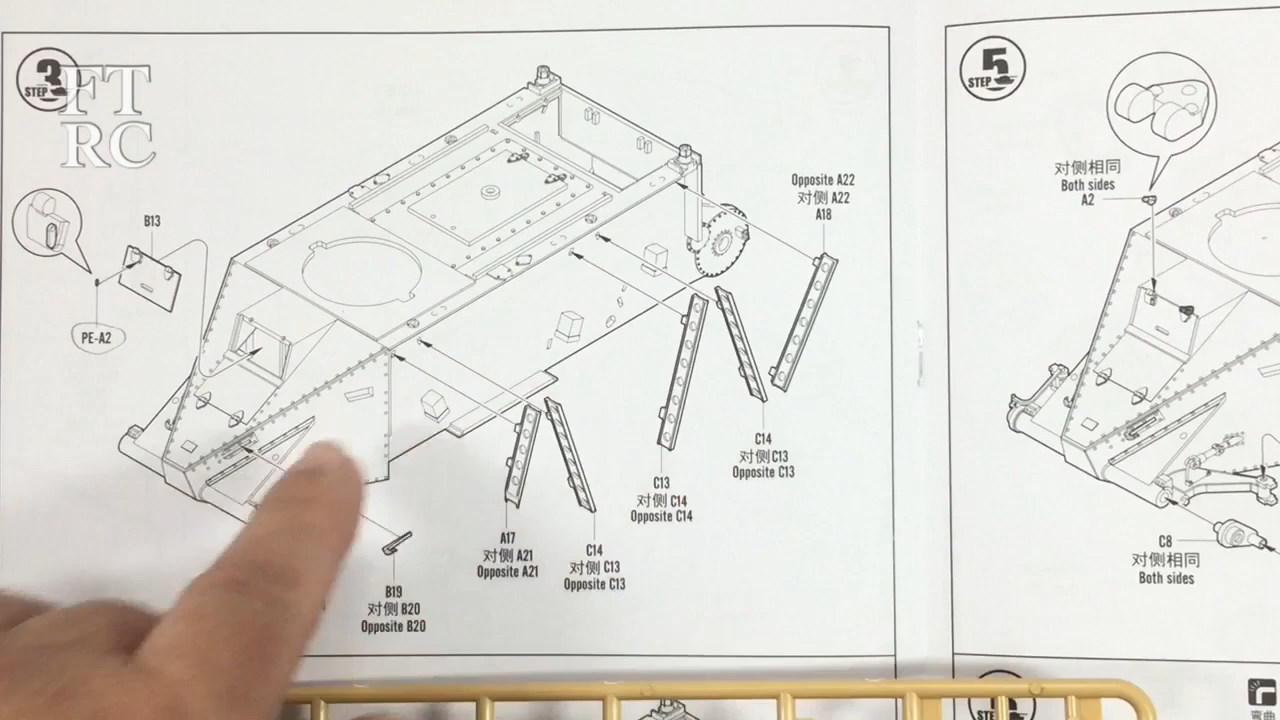 3
STEP
FT
RC
B13
PE-A2
Opposite A22
对侧 A22
A18
C14
对侧 C13
Opposite C13
C13
对侧 C14
Opposite C14
A17
对侧 A21
Opposite A21
C14
对侧 C13
Opposite C13
B19
对侧 B20
Opposite B20
5
STEP
对侧相同
Both sides
A2
C8
对侧相同
Both sides
STEP
弯曲